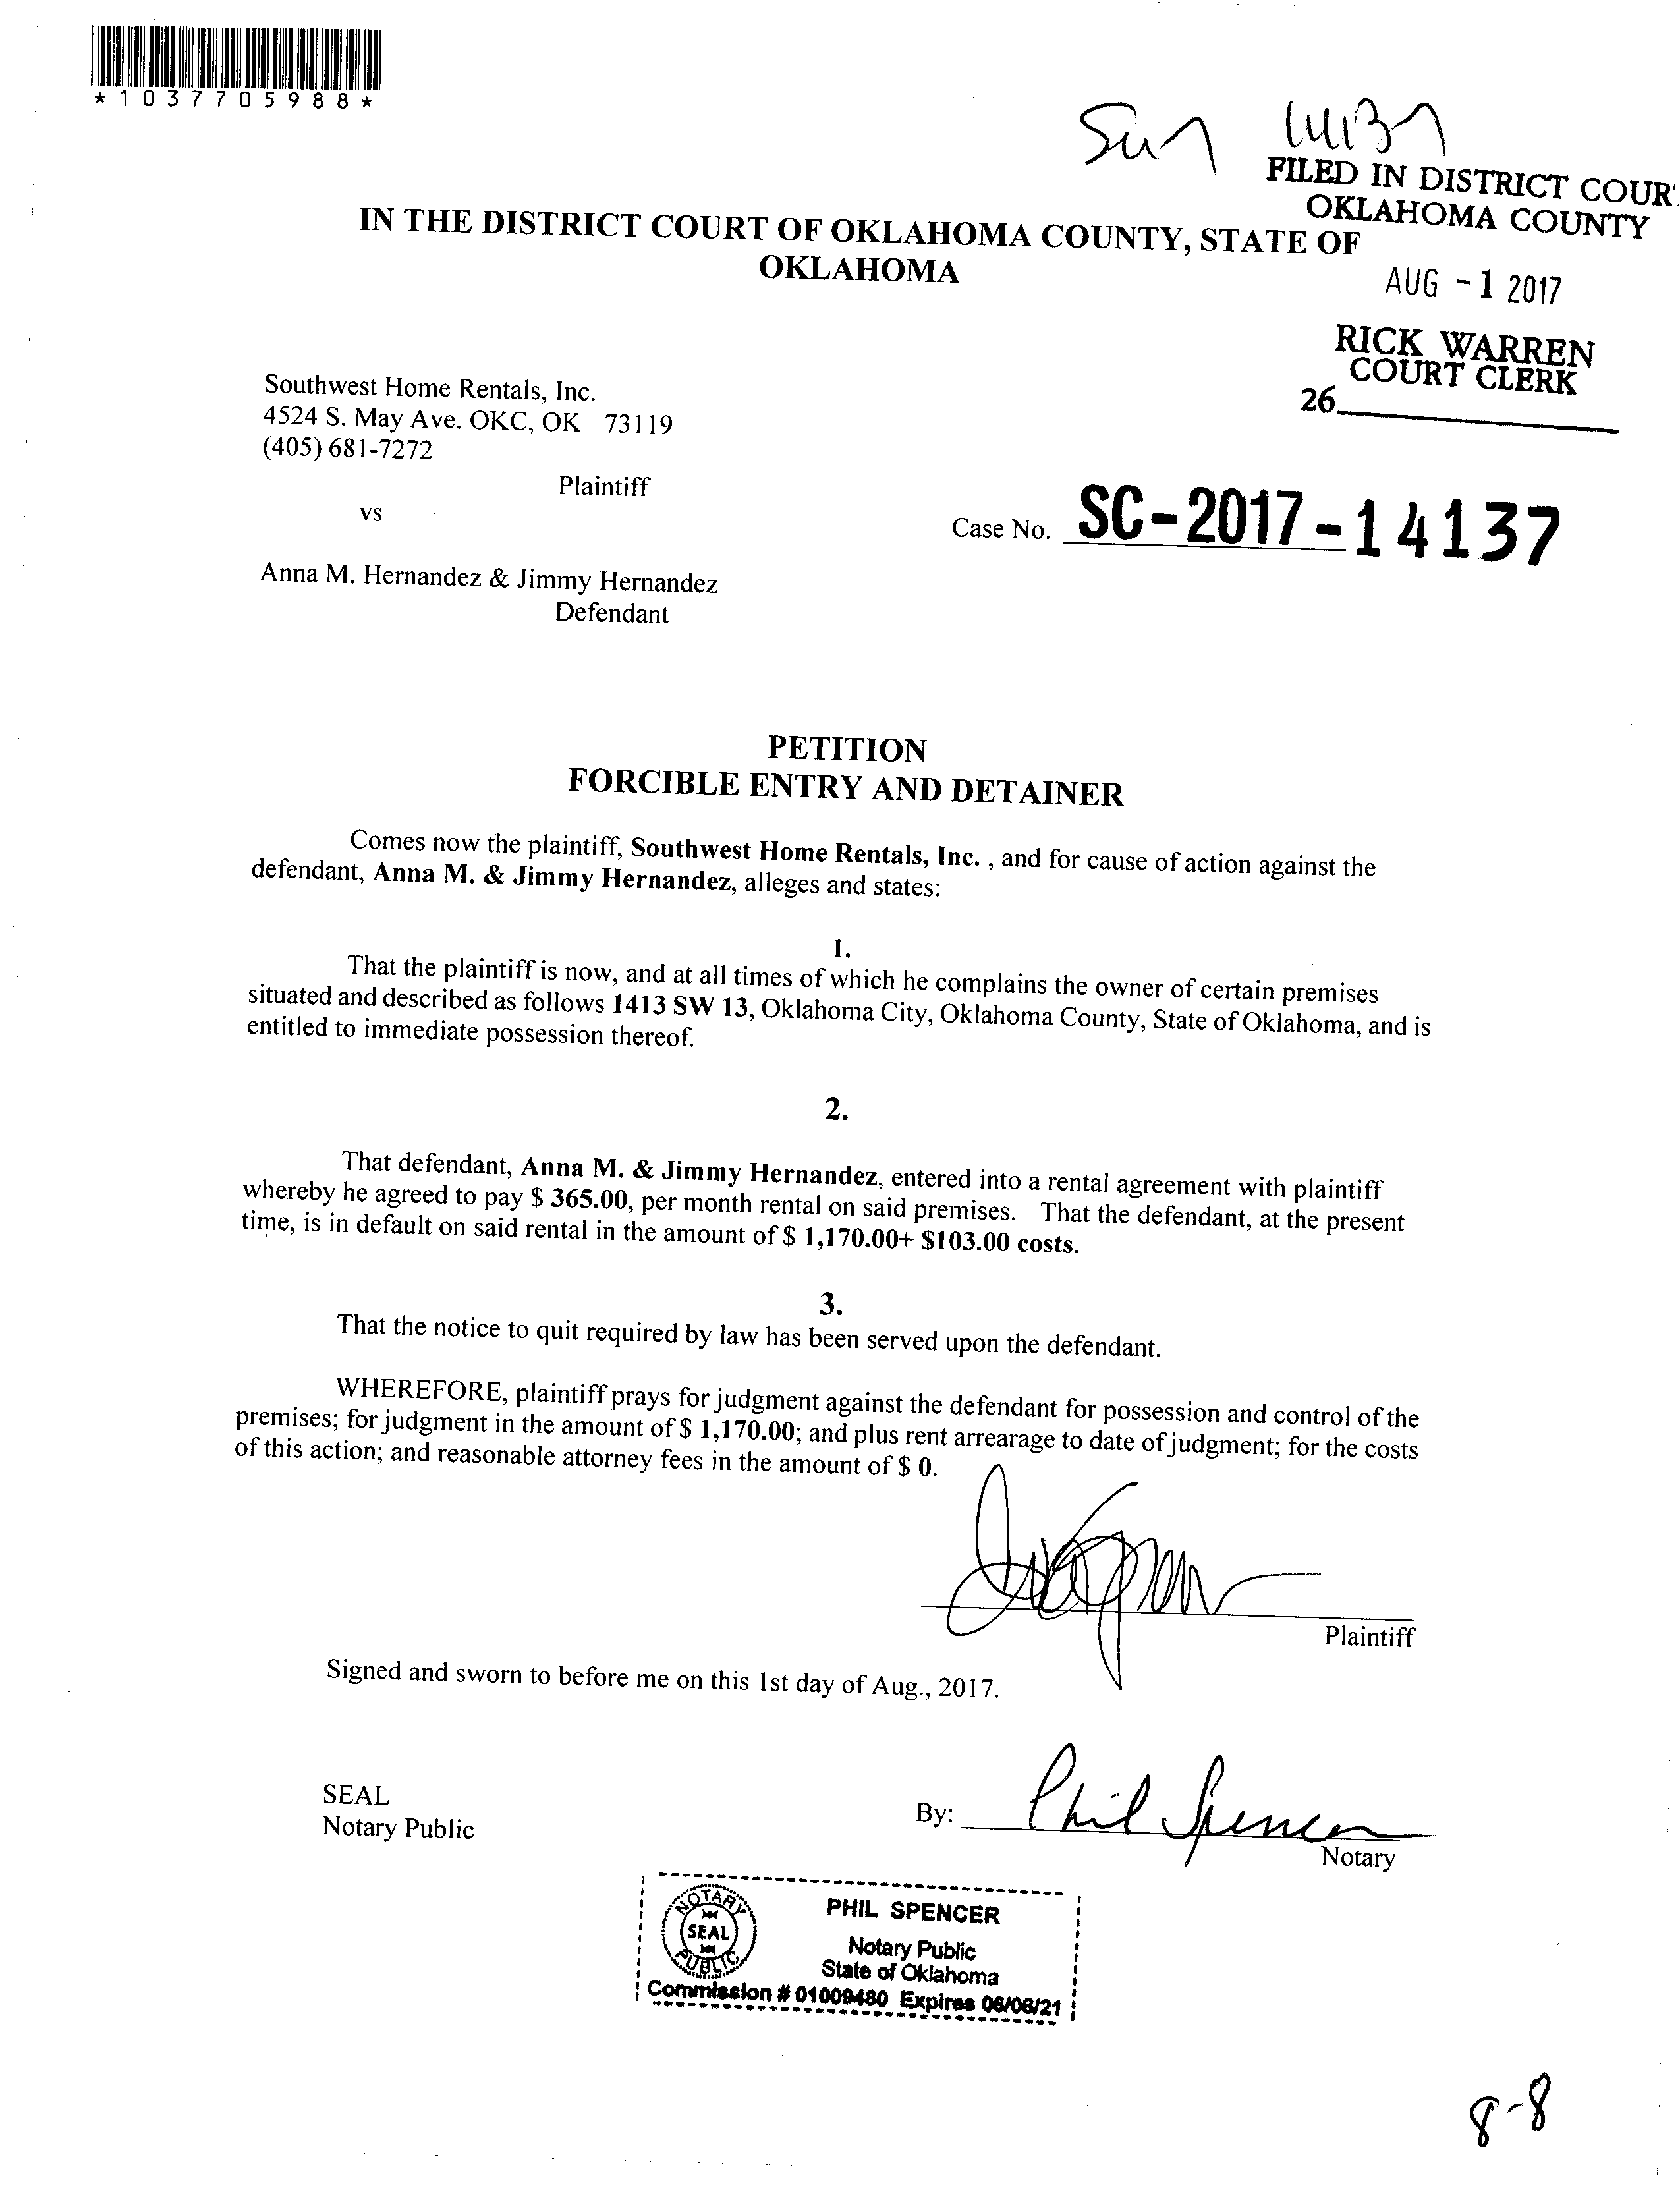 *1037705988*
14137
FILED IN DISTRICT COUR
OKLAHOMA COUNTY
IN THE DISTRICT COURT OF OKLAHOMA COUNTY, STATE OF
OKLAHOMA
AUG -1 2017
RICK WARREN
COURT CLERK
26
Southwest Home Rentals, Inc.
4524 S. May Ave. OKC, OK 73119
(405) 681-7272
Plaintiff
vs
Case No. SC-2017-14137
Anna M. Hernandez & Jimmy Hernandez
Defendant
PETITION
FORCIBLE ENTRY AND DETAINER
Comes now the plaintiff, Southwest Home Rentals, Inc. , and for cause of action against the
defendant, Anna M. & Jimmy Hernandez, alleges and states:
1.
That the plaintiff is now, and at all times of which he complains the owner of certain premises
situated and described as follows 1413 SW 13, Oklahoma City, Oklahoma County, State of Oklahoma, and is
entitled to immediate possession thereof.
2.
That defendant, Anna M. & Jimmy Hernandez, entered into a rental agreement with plaintiff
whereby he agreed to pay $ 365.00, per month rental on said premises. That the defendant, at the present
time, is in default on said rental in the amount of $ 1,170.00+ $103.00 costs.
3.
That the notice to quit required by law has been served upon the defendant.
WHEREFORE, plaintiff prays for judgment against the defendant for possession and control of the
premises; for judgment in the amount of $ 1,170.00; and plus rent arrearage to date of judgment; for the costs
of this action; and reasonable attorney fees in the amount of $ 0.
Plaintiff
Signed and sworn to before me on this 1st day of Aug., 2017.
SEAL
Notary Public
By: Phil Spencer
Notary
NOTARY
SEAL
PUBLIC
PHIL SPENCER
Notary Public
State of Oklahoma
Commission # 01009480 Expires 06/06/21
8-8